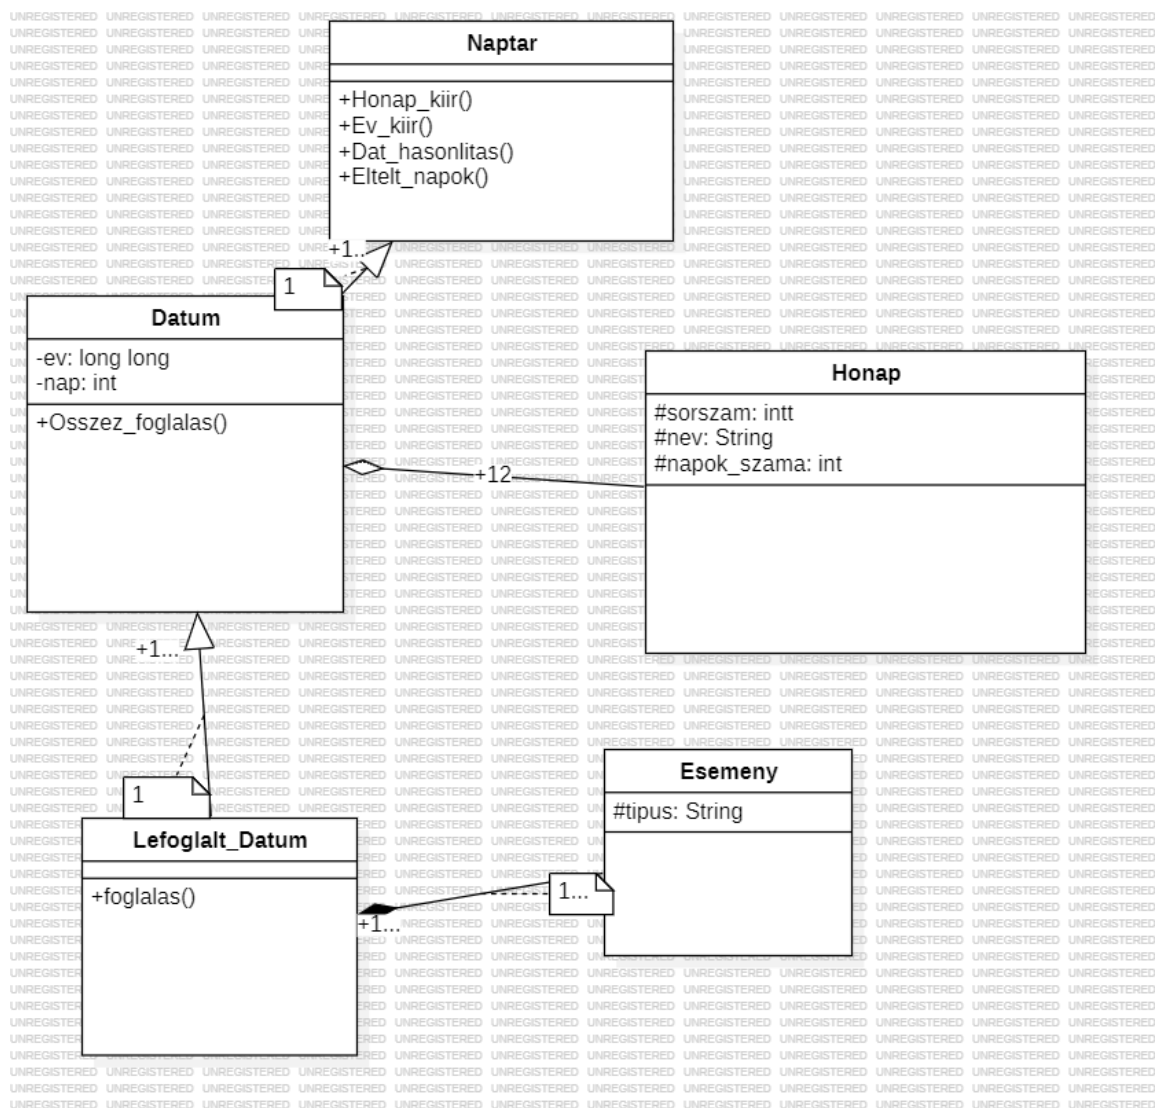 Naptar
+Honap_kiir()
+Ev_kiir()
+Dat_hasonlitas()
+Eltelt_napok()
+1..
1
Datum
-ev: long long
-nap: int
+Osszez_foglalas()
+12
Honap
#sorszam: intt
#nev: String
#napok_szama: int
+1...
1
Lefoglalt_Datum
+foglalas()
+1...
1...
Esemeny
#tipus: String
UNREGISTERED